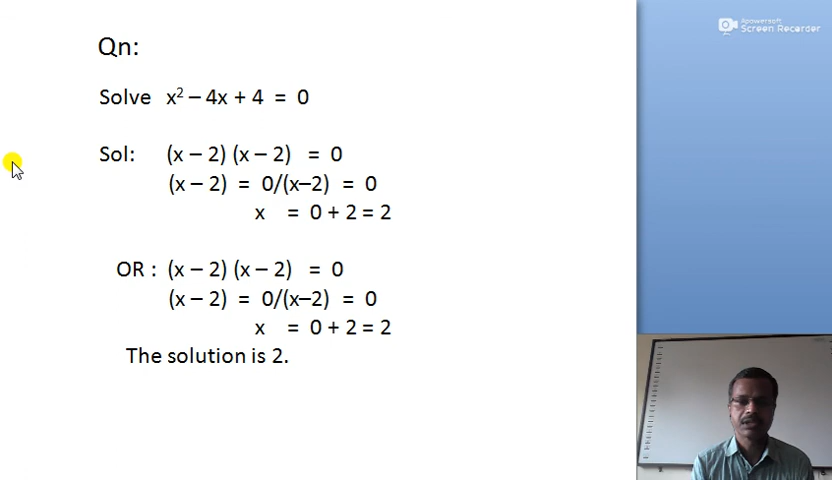 Qn:
Solve x² – 4x + 4 = 0
Sol: (x – 2) (x – 2) = 0
(x – 2) = 0/(x–2) = 0
x = 0 + 2 = 2
OR : (x – 2) (x – 2) = 0
(x – 2) = 0/(x–2) = 0
x = 0 + 2 = 2
The solution is 2.
Apowersoft
Screen Recorder